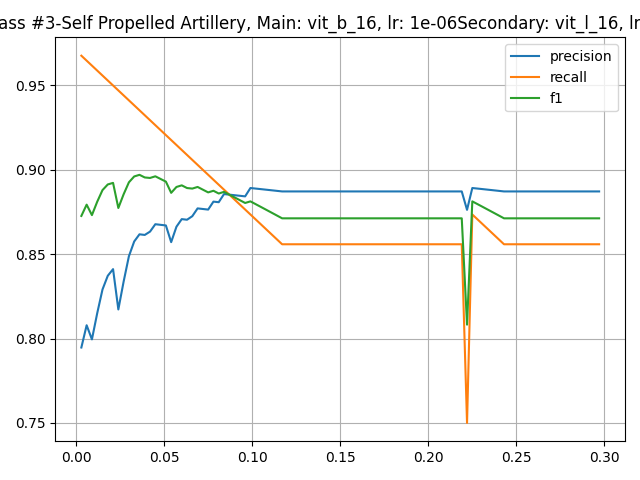 ass #3-Self Propelled Artillery, Main: vit_b_16, lr: 1e-06Secondary: vit_l_16, lr
precision
recall
f1
0.95
0.90
0.85
0.80
0.75
0.00 0.05 0.10 0.15 0.20 0.25 0.30